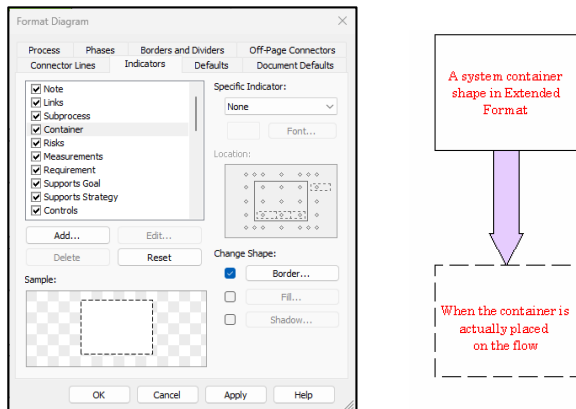 Format Diagram
Process Phases Borders and Dividers Off-Page Connectors
Connector Lines Indicators Defaults Document Defaults
Note
Links
Subprocess
Container
Risks
Measurements
Requirement
Supports Goal
Supports Strategy
Controls
Add... Edit...
Delete Reset
Sample:
Specific Indicator:
None
Font...
Location:
Change Shape:
Border...
Fill...
Shadow...
OK Cancel Apply Help
A system container
shape in Extended
Format
When the container is
actually placed
on the flow